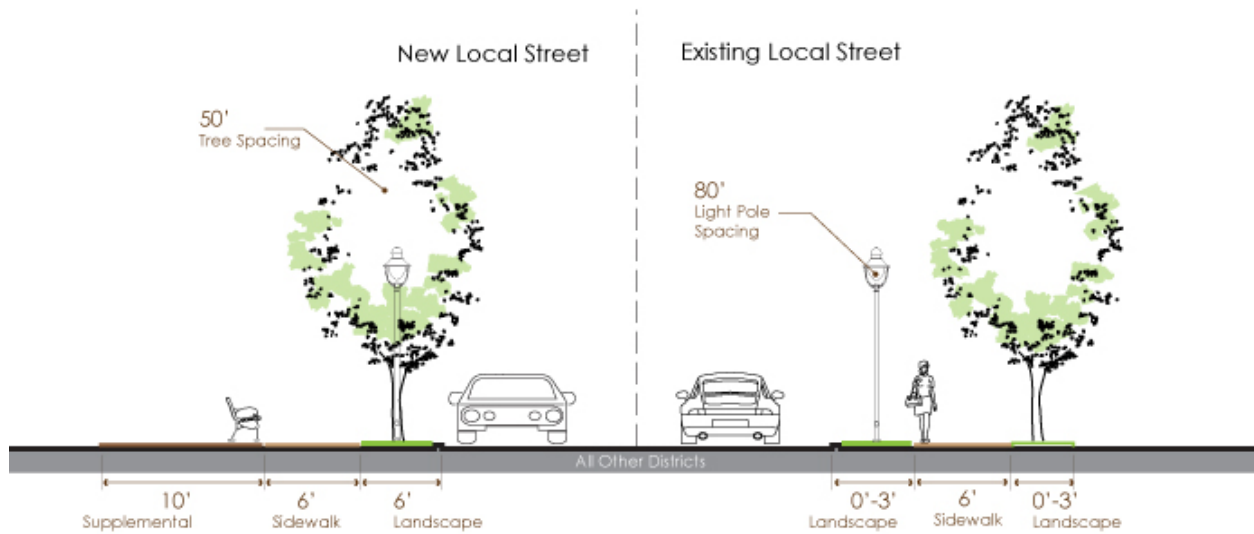 New Local Street
Existing Local Street
50'
Tree Spacing
80'
Light Pole
Spacing
All Other Districts
10'
Supplemental
6'
Sidewalk
6'
Landscape
0'-3'
Landscape
6'
Sidewalk
0'-3'
Landscape